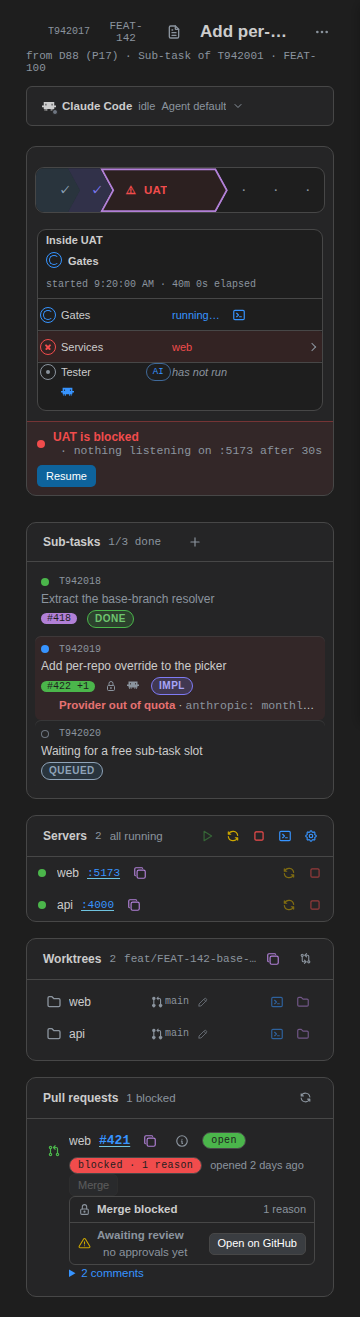 T942017 FEAT-142 Add per-…
from D88 (P17) · Sub-task of T942001 · FEAT-100
Claude Code idle Agent default
✓ ✓ UAT · · ·
Inside UAT
Gates
started 9:20:00 AM · 40m 0s elapsed
Gates running…
Services web
Tester AI has not run
UAT is blocked
· nothing listening on :5173 after 30s
Resume
Sub-tasks 1/3 done
T942018
Extract the base-branch resolver
#418 DONE
T942019
Add per-repo override to the picker
#422 +1 IMPL
Provider out of quota · anthropic: monthl…
T942020
Waiting for a free sub-task slot
QUEUED
Servers 2 all running
web :5173
api :4000
Worktrees 2 feat/FEAT-142-base-…
web main
api main
Pull requests 1 blocked
web #421 open
blocked · 1 reason opened 2 days ago
Merge
Merge blocked 1 reason
Awaiting review
no approvals yet
Open on GitHub
2 comments